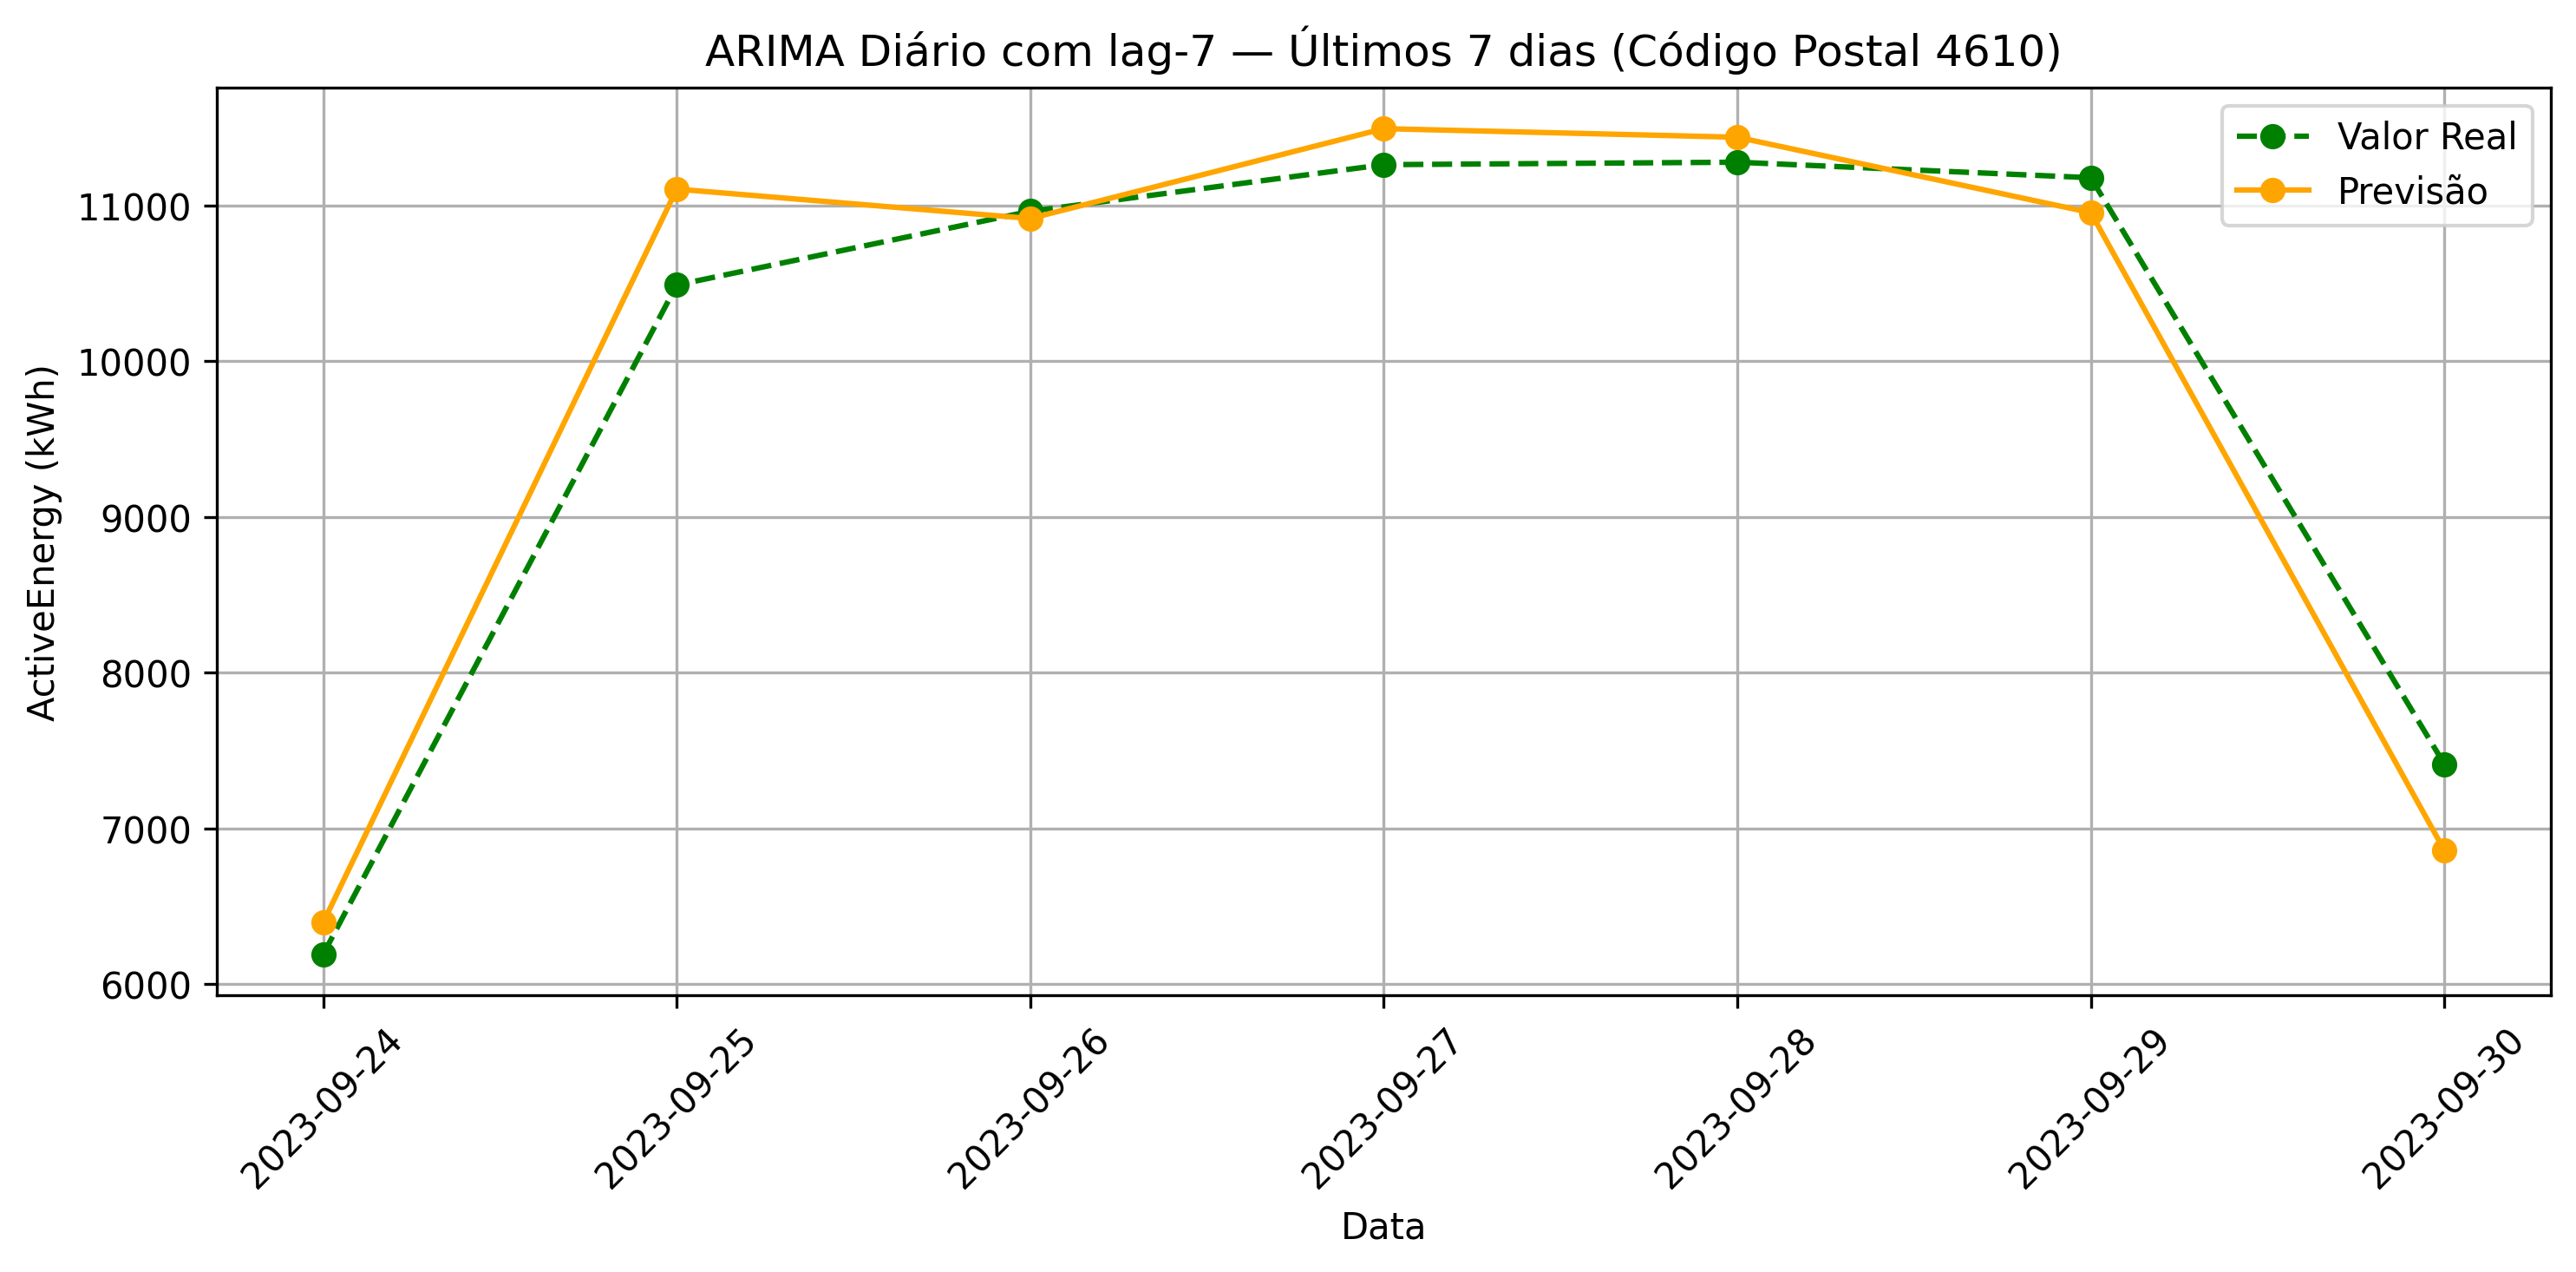 ARIMA Diário com lag-7 — Últimos 7 dias (Código Postal 4610)
Valor Real
Previsão
ActiveEnergy (kWh)
11000
10000
9000
8000
7000
6000
2023-09-24
2023-09-25
2023-09-26
2023-09-27
2023-09-28
2023-09-29
2023-09-30
Data